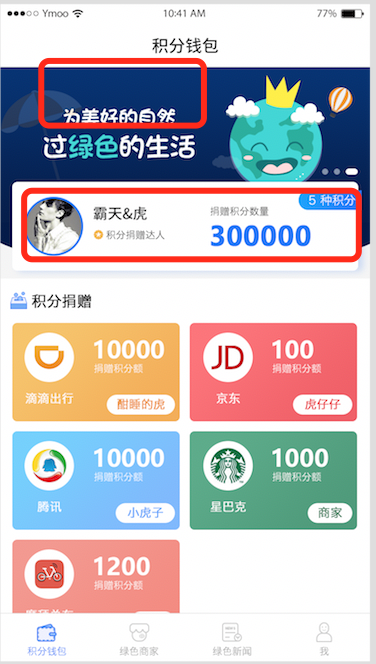 Ymoo
10:41 AM
77%
积分钱包
为美好的自然
过绿色的生活
5 种积分
霸天&虎
捐赠积分数量
积分捐赠达人
300000
积分捐赠
10000
捐赠积分额
滴滴出行
酣睡的虎
JD
100
捐赠积分额
京东
虎仔仔
10000
捐赠积分额
腾讯
小虎子
1000
捐赠积分额
星巴克
商家
1200
捐赠积分额
积分钱包
绿色商家
绿色新闻
我